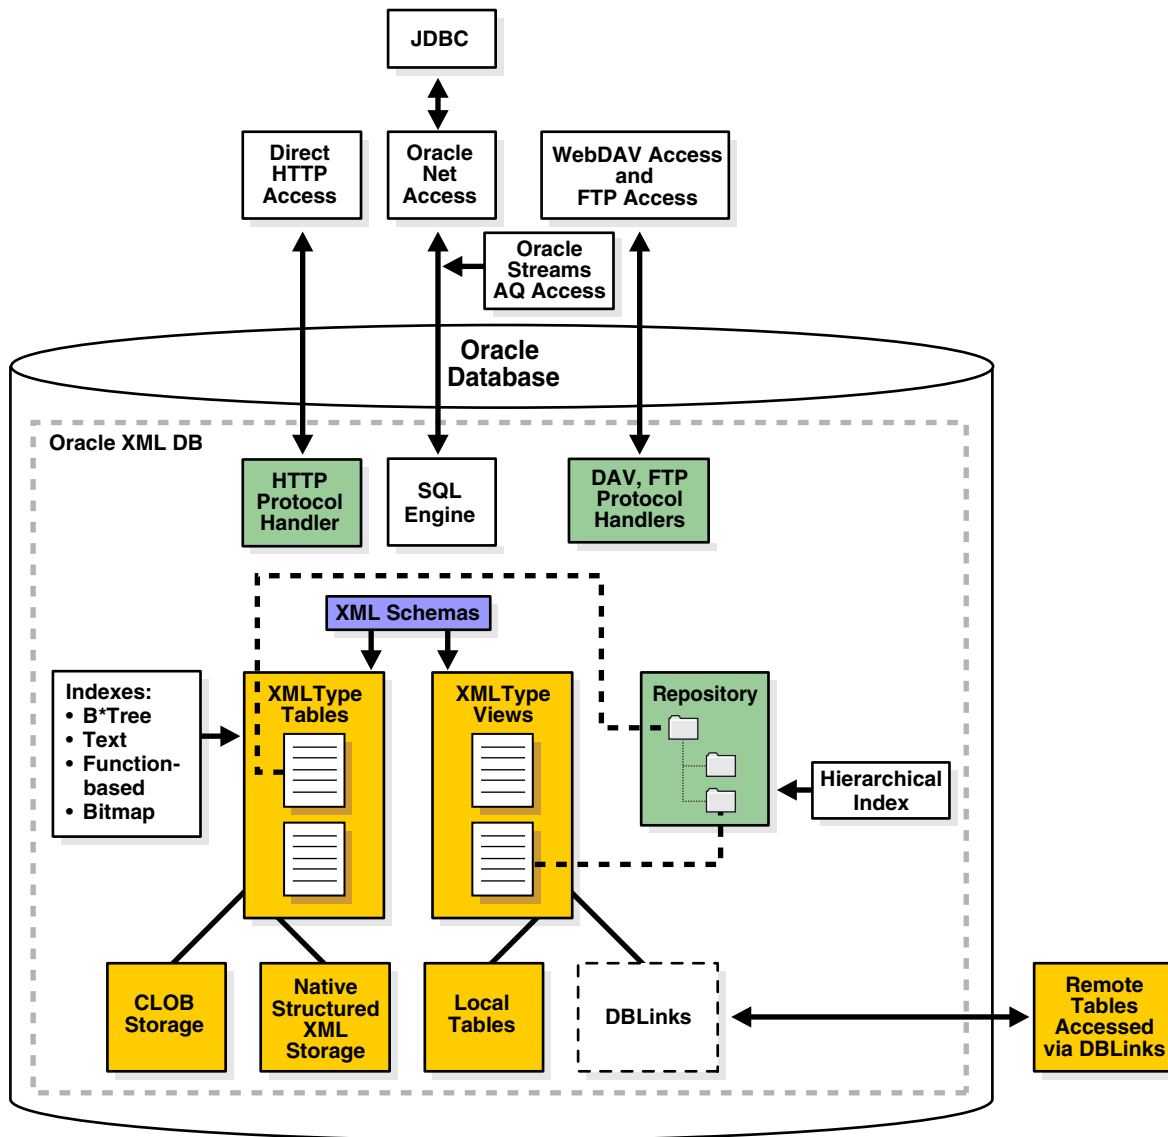 JDBC
Direct
HTTP
Access
Oracle
Net
Access
WebDAV Access
and
FTP Access
Oracle
Streams
AQ Access
Oracle
Database
Oracle XML DB
HTTP
Protocol
Handler
SQL
Engine
DAV, FTP
Protocol
Handlers
XML Schemas
Indexes:
• B*Tree
• Text
• Function-
based
• Bitmap
XMLType
Tables
XMLType
Views
Repository
Hierarchical
Index
CLOB
Storage
Native
Structured
XML
Storage
Local
Tables
DBLinks
Remote
Tables
Accessed
via DBLinks